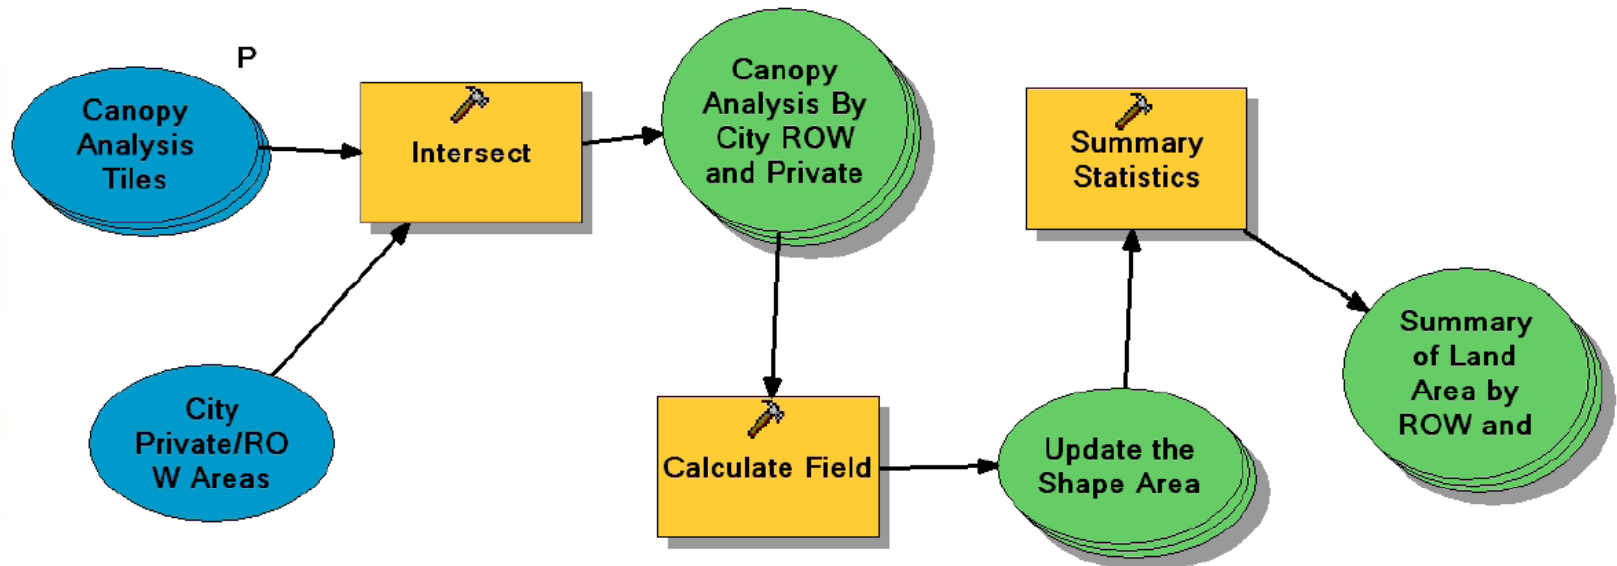 P
Canopy
Analysis
Tiles
Intersect
Canopy
Analysis By
City ROW
and Private
Summary
Statistics
City
Private/RO
W Areas
Calculate Field
Update the
Shape Area
Summary
of Land
Area by
ROW and